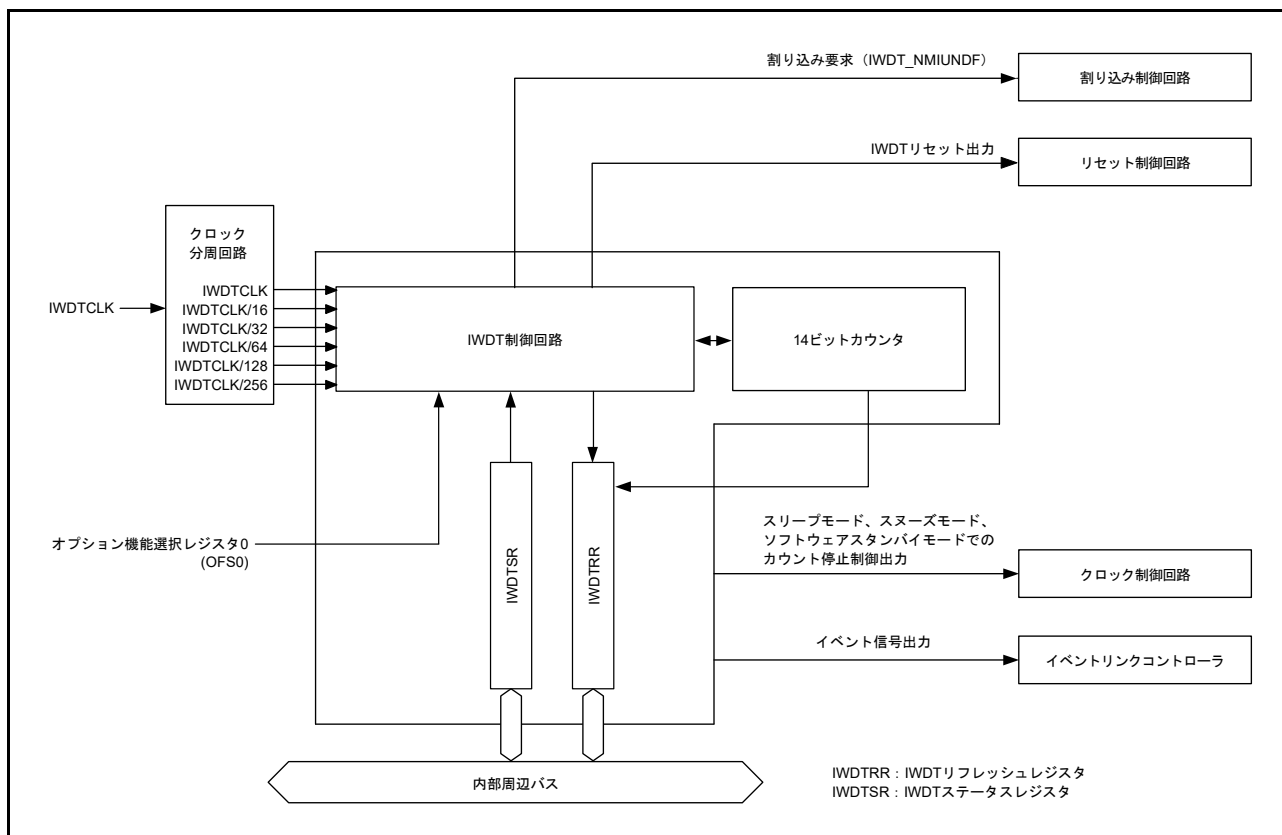 割り込み要求（IWDT_NMIUNDF）
割り込み制御回路
IWDTリセット出力
リセット制御回路
クロック
分周回路
IWDTCLK
IWDTCLK
IWDTCLK/16
IWDTCLK/32
IWDTCLK/64
IWDTCLK/128
IWDTCLK/256
IWDT制御回路
14ビットカウンタ
オプション機能選択レジスタ0
(OFS0)
IWDTSR
IWDTRR
スリープモード、スヌーズモード、
ソフトウェアスタンバイモードでの
カウント停止制御出力
クロック制御回路
イベント信号出力
イベントリンクコントローラ
内部周辺バス
IWDTRR：IWDTリフレッシュレジスタ
IWDTSR：IWDTステータスレジスタ